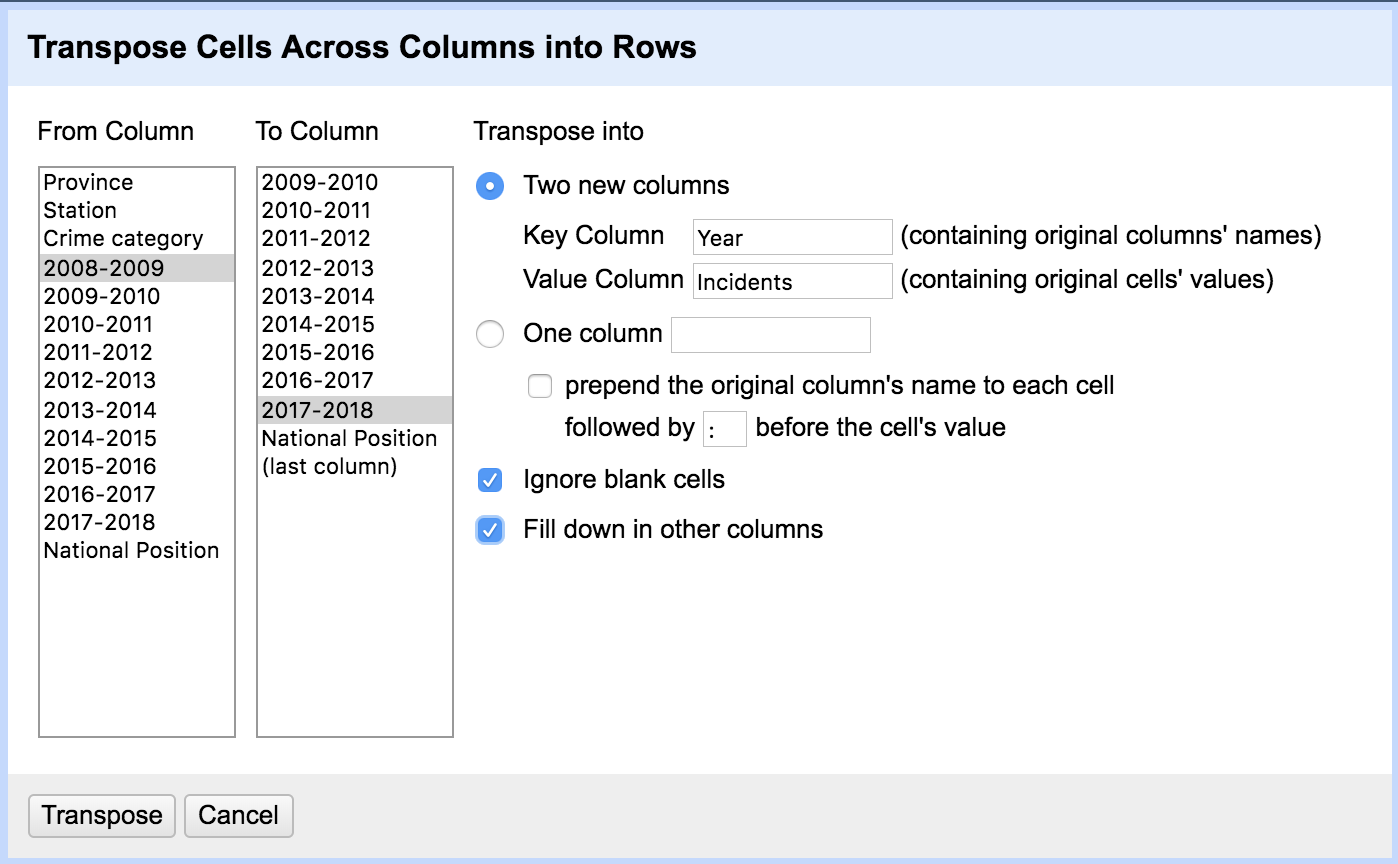 Transpose Cells Across Columns into Rows
From Column
Province
Station
Crime category
2008-2009
2009-2010
2010-2011
2011-2012
2012-2013
2013-2014
2014-2015
2015-2016
2016-2017
2017-2018
National Position
To Column
2009-2010
2010-2011
2011-2012
2012-2013
2013-2014
2014-2015
2015-2016
2016-2017
2017-2018
National Position
(last column)
Transpose into
Two new columns
Key Column Year (containing original columns' names)
Value Column Incidents (containing original cells' values)
One column
prepend the original column's name to each cell
followed by : before the cell's value
Ignore blank cells
Fill down in other columns
Transpose Cancel